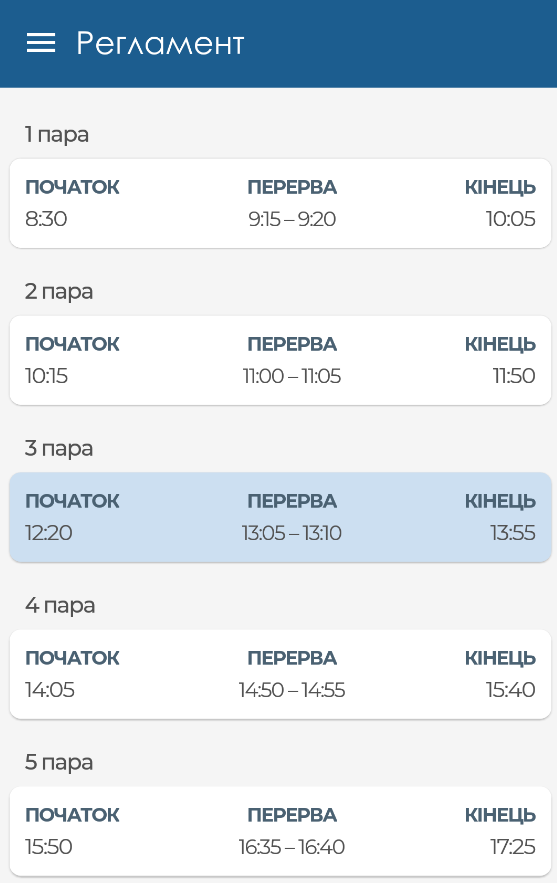 Регламент
1 пара
ПОЧАТОК ПЕРЕРВА КІНЕЦЬ
8:30 9:15 – 9:20 10:05
2 пара
ПОЧАТОК ПЕРЕРВА КІНЕЦЬ
10:15 11:00 – 11:05 11:50
3 пара
ПОЧАТОК ПЕРЕРВА КІНЕЦЬ
12:20 13:05 – 13:10 13:55
4 пара
ПОЧАТОК ПЕРЕРВА КІНЕЦЬ
14:05 14:50 – 14:55 15:40
5 пара
ПОЧАТОК ПЕРЕРВА КІНЕЦЬ
15:50 16:35 – 16:40 17:25